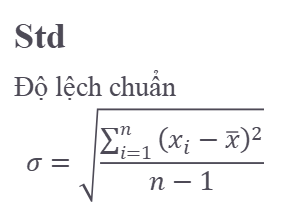 Std
Độ lệch chuẩn
σ = √(∑ⁿᵢ₌₁ (xᵢ − x̄)² / n − 1)